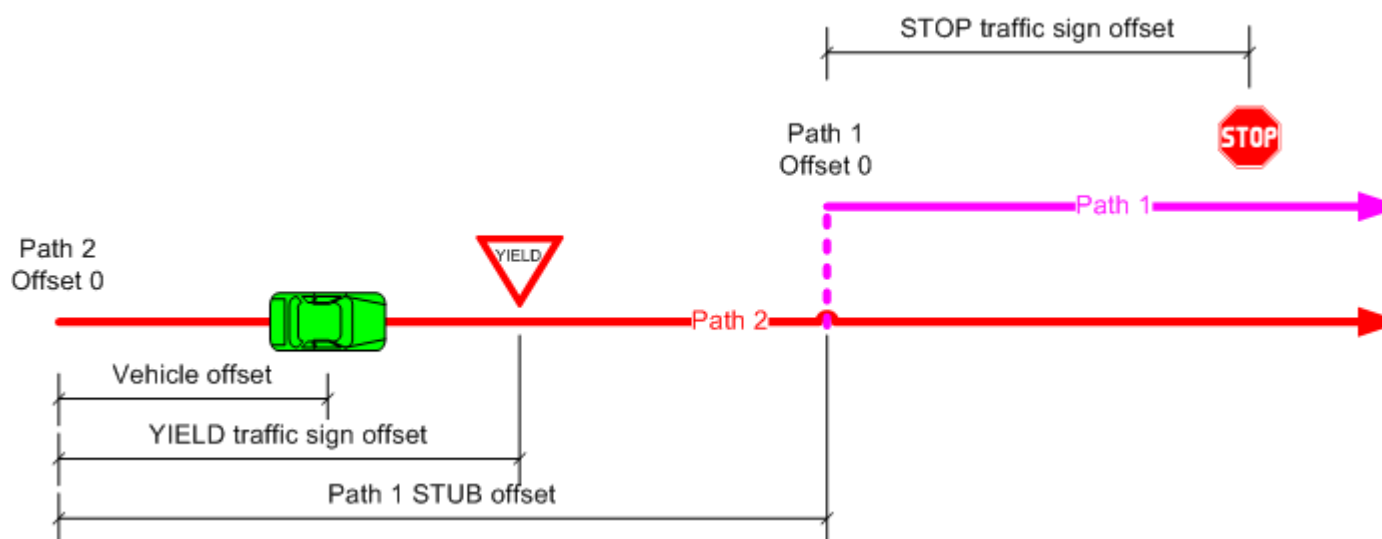 STOP traffic sign offset
Path 1
Offset 0
STOP
Path 1
Path 2
Offset 0
YIELD
Path 2
Vehicle offset
YIELD traffic sign offset
Path 1 STUB offset